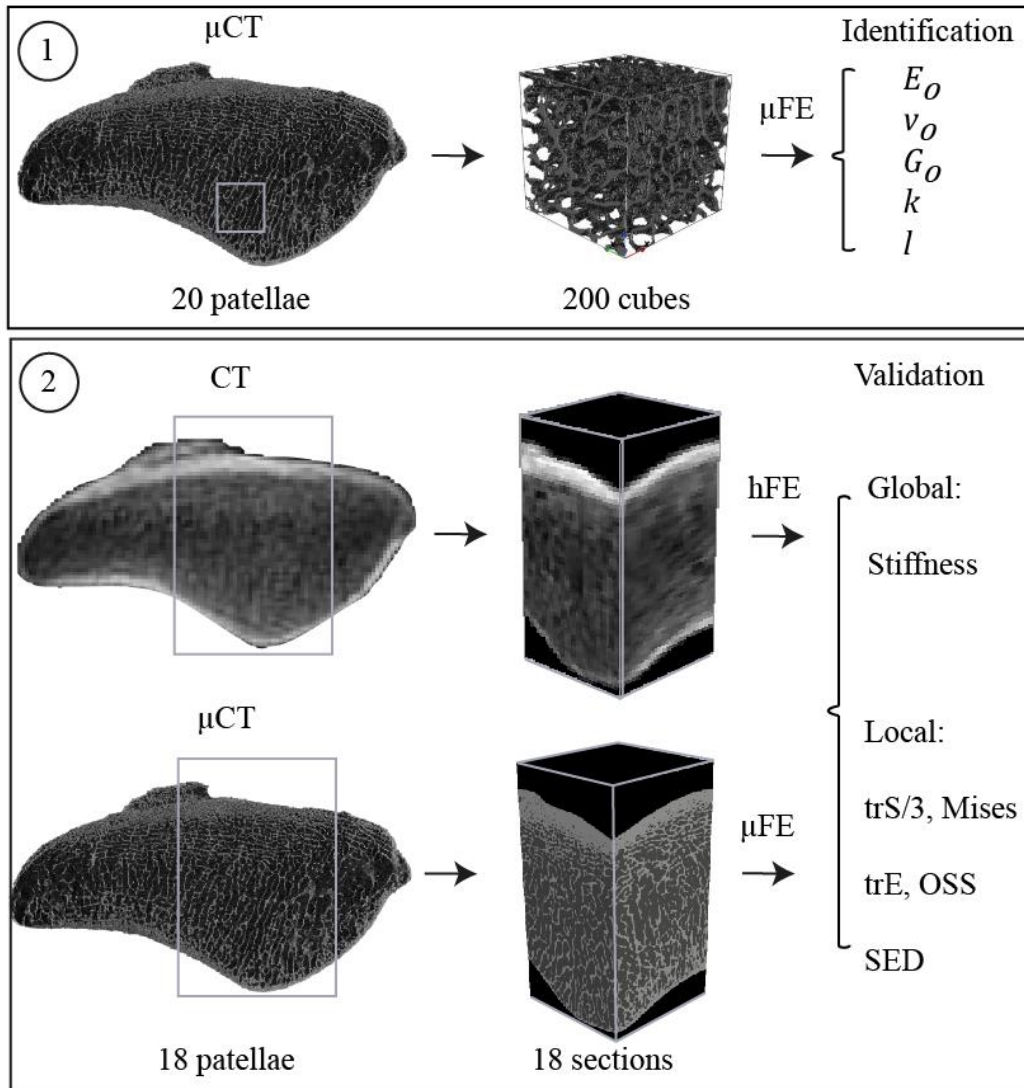 1
µCT
Identification
E_O
ν_O
G_O
k
l
µFE
20 patellae
200 cubes
2
CT
Validation
hFE
Global:
Stiffness
µCT
Local:
trS/3, Mises
µFE
trE, OSS
SED
18 patellae
18 sections